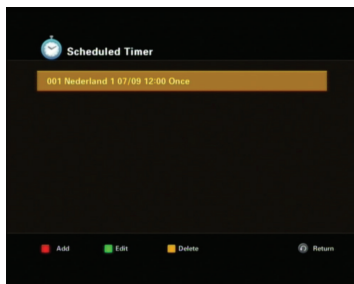 Scheduled Timer
001 Nederland 1 07/09 12:00 Once
Add Edit Delete Return